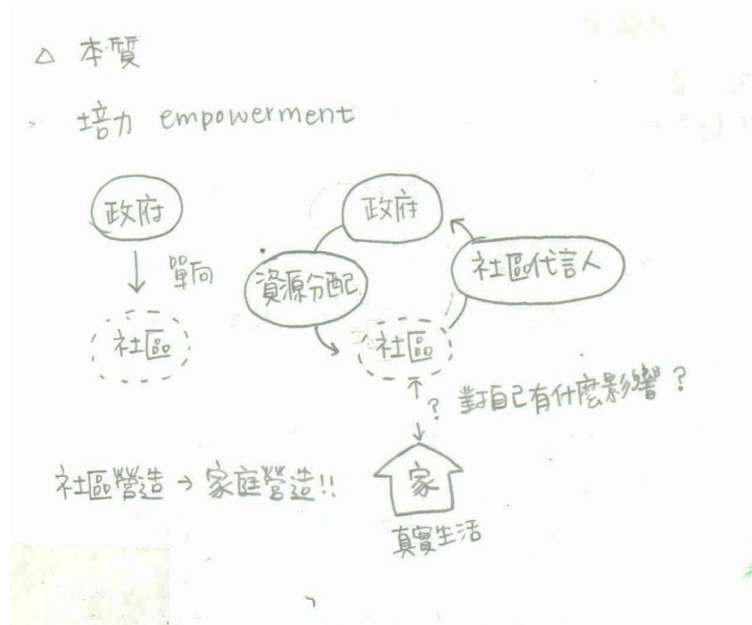 △ 本質
培力 empowerment
政府
單向
社區
政府
資源分配
社區代言人
社區
? 對自己有什麼影響?
家
真實生活
社區營造 → 家庭營造!!